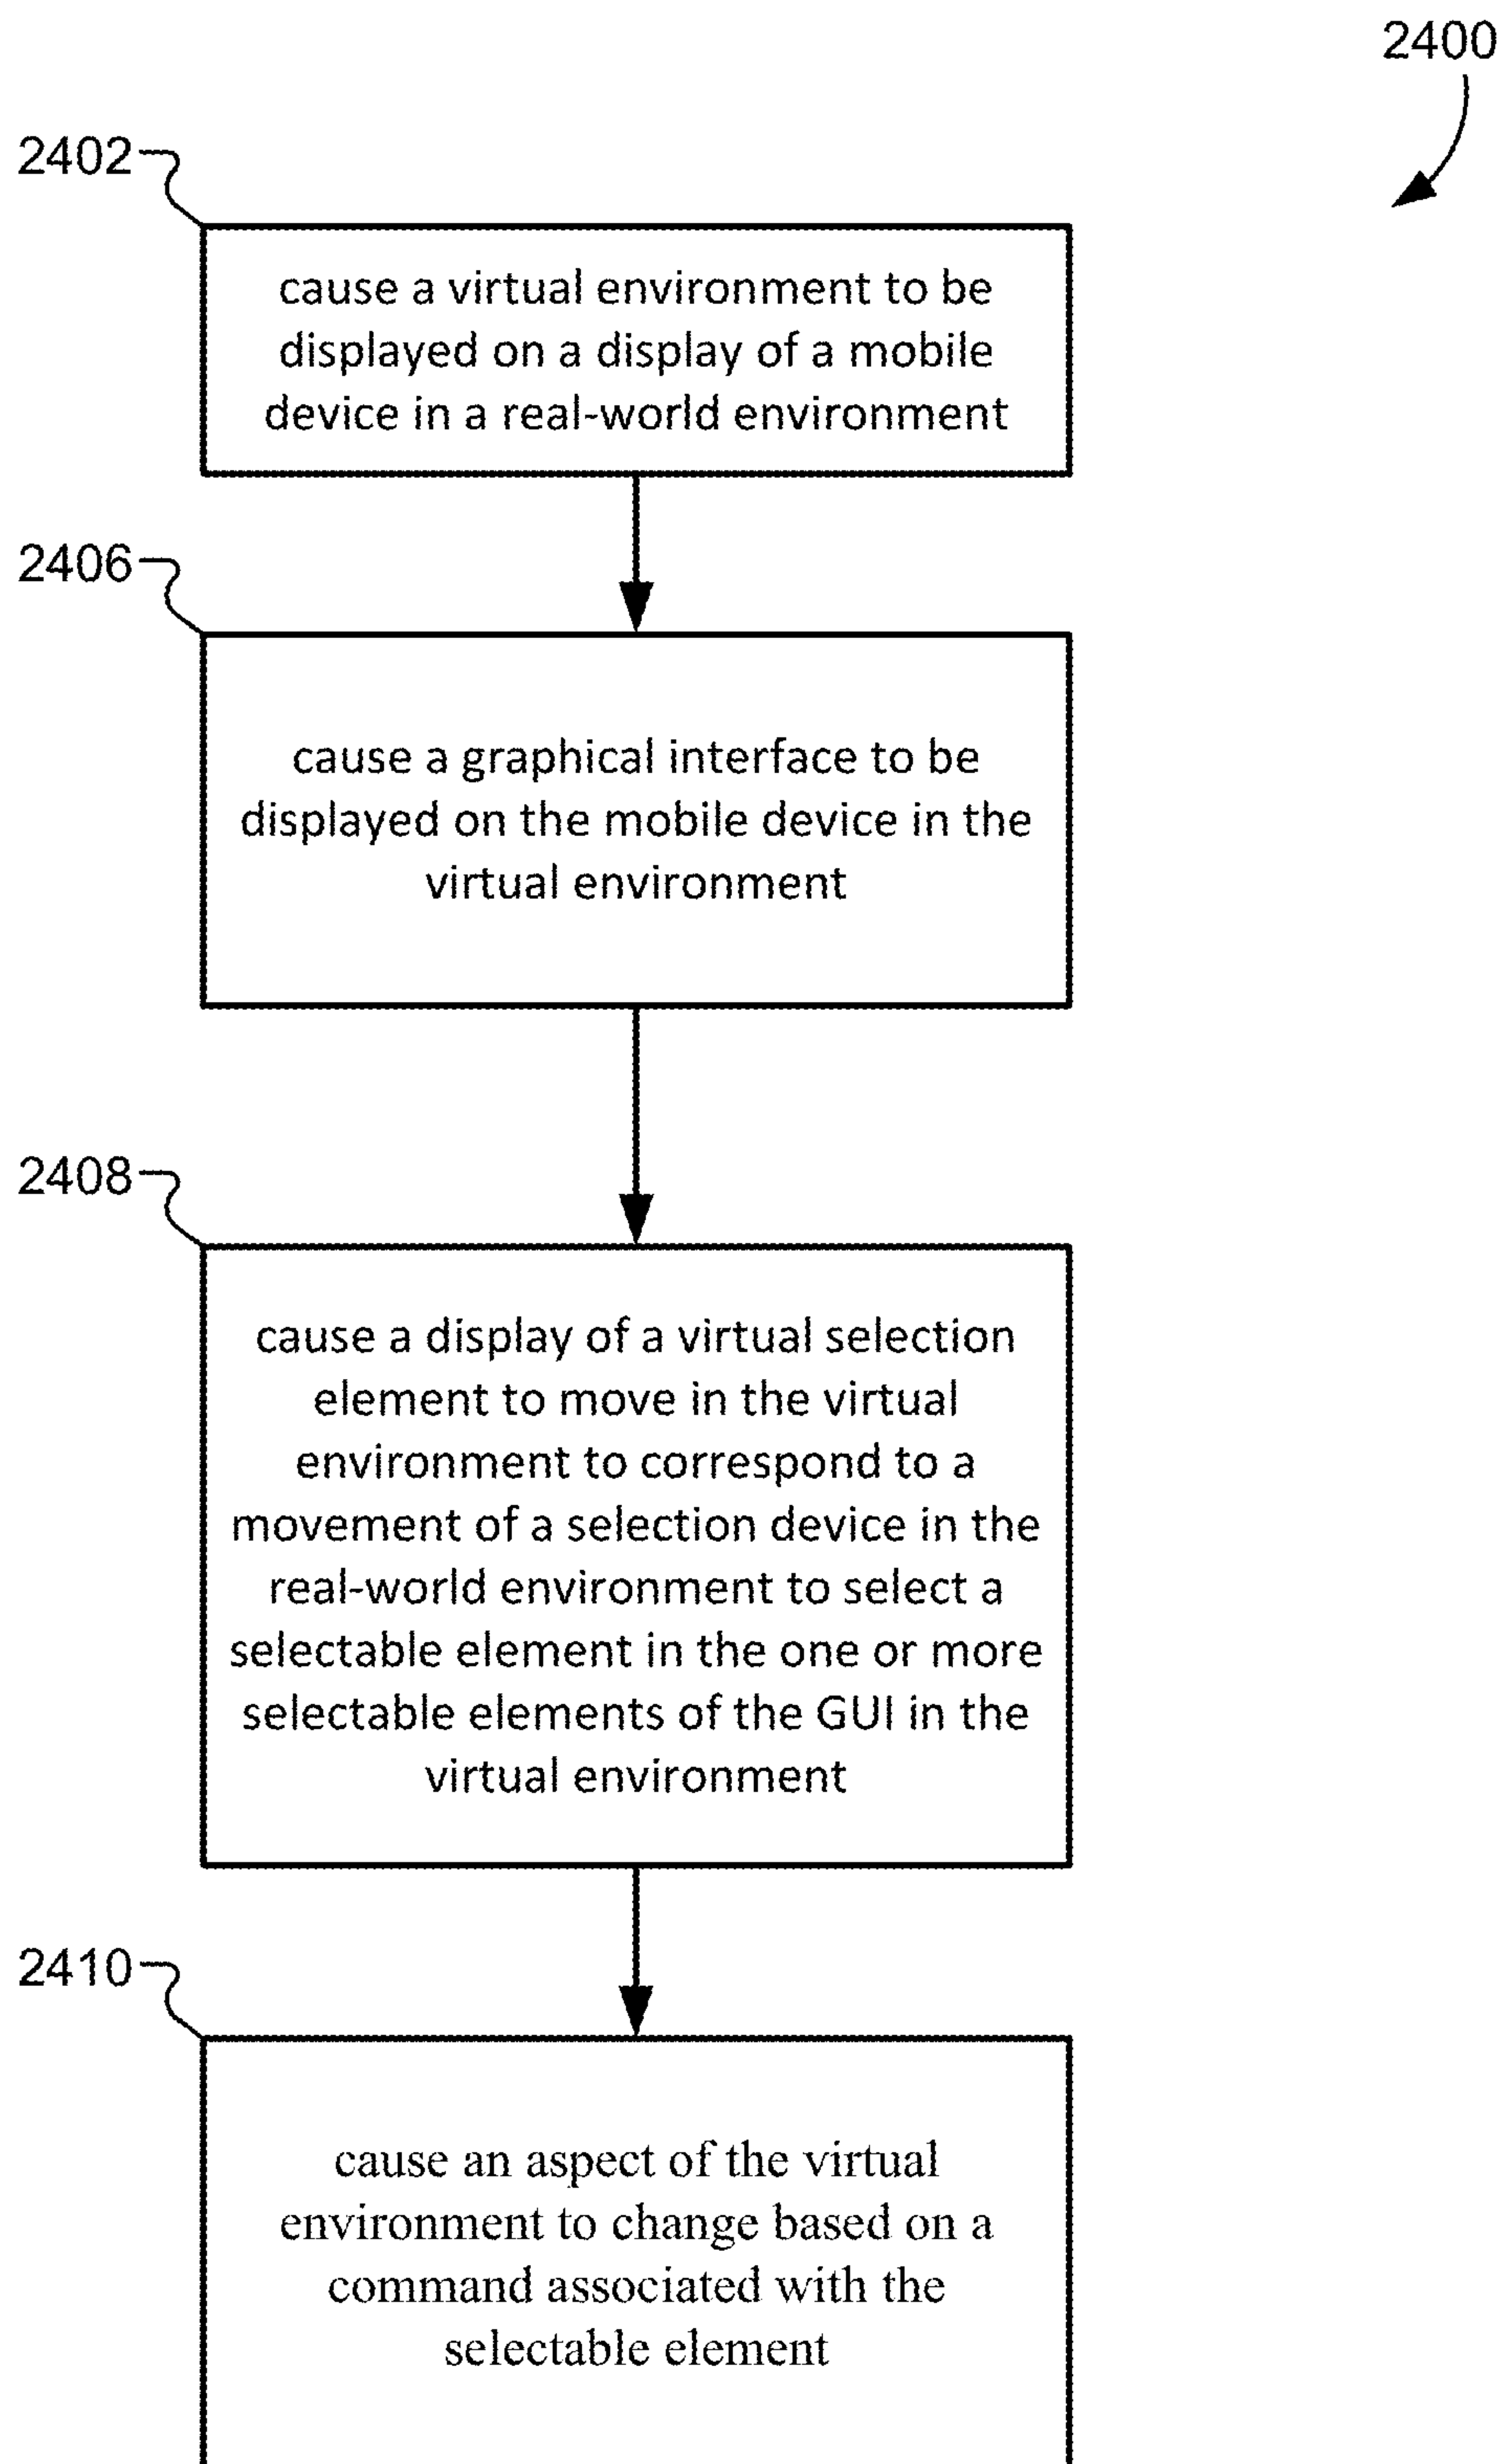 2400
2402
cause a virtual environment to be
displayed on a display of a mobile
device in a real-world environment
2406
cause a graphical interface to be
displayed on the mobile device in the
virtual environment
2408
cause a display of a virtual selection
element to move in the virtual
environment to correspond to a
movement of a selection device in the
real-world environment to select a
selectable element in the one or more
selectable elements of the GUI in the
virtual environment
2410
cause an aspect of the virtual
environment to change based on a
command associated with the
selectable element